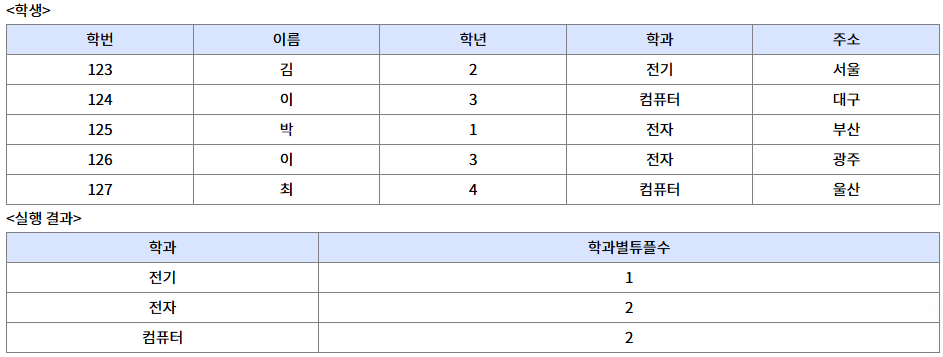 <학생>
학번 이름 학년 학과 주소
123 김 2 전기 서울
124 이 3 컴퓨터 대구
125 박 1 전자 부산
126 이 3 전자 광주
127 최 4 컴퓨터 울산
<실행 결과>
학과 학과별튜플수
전기 1
전자 2
컴퓨터 2